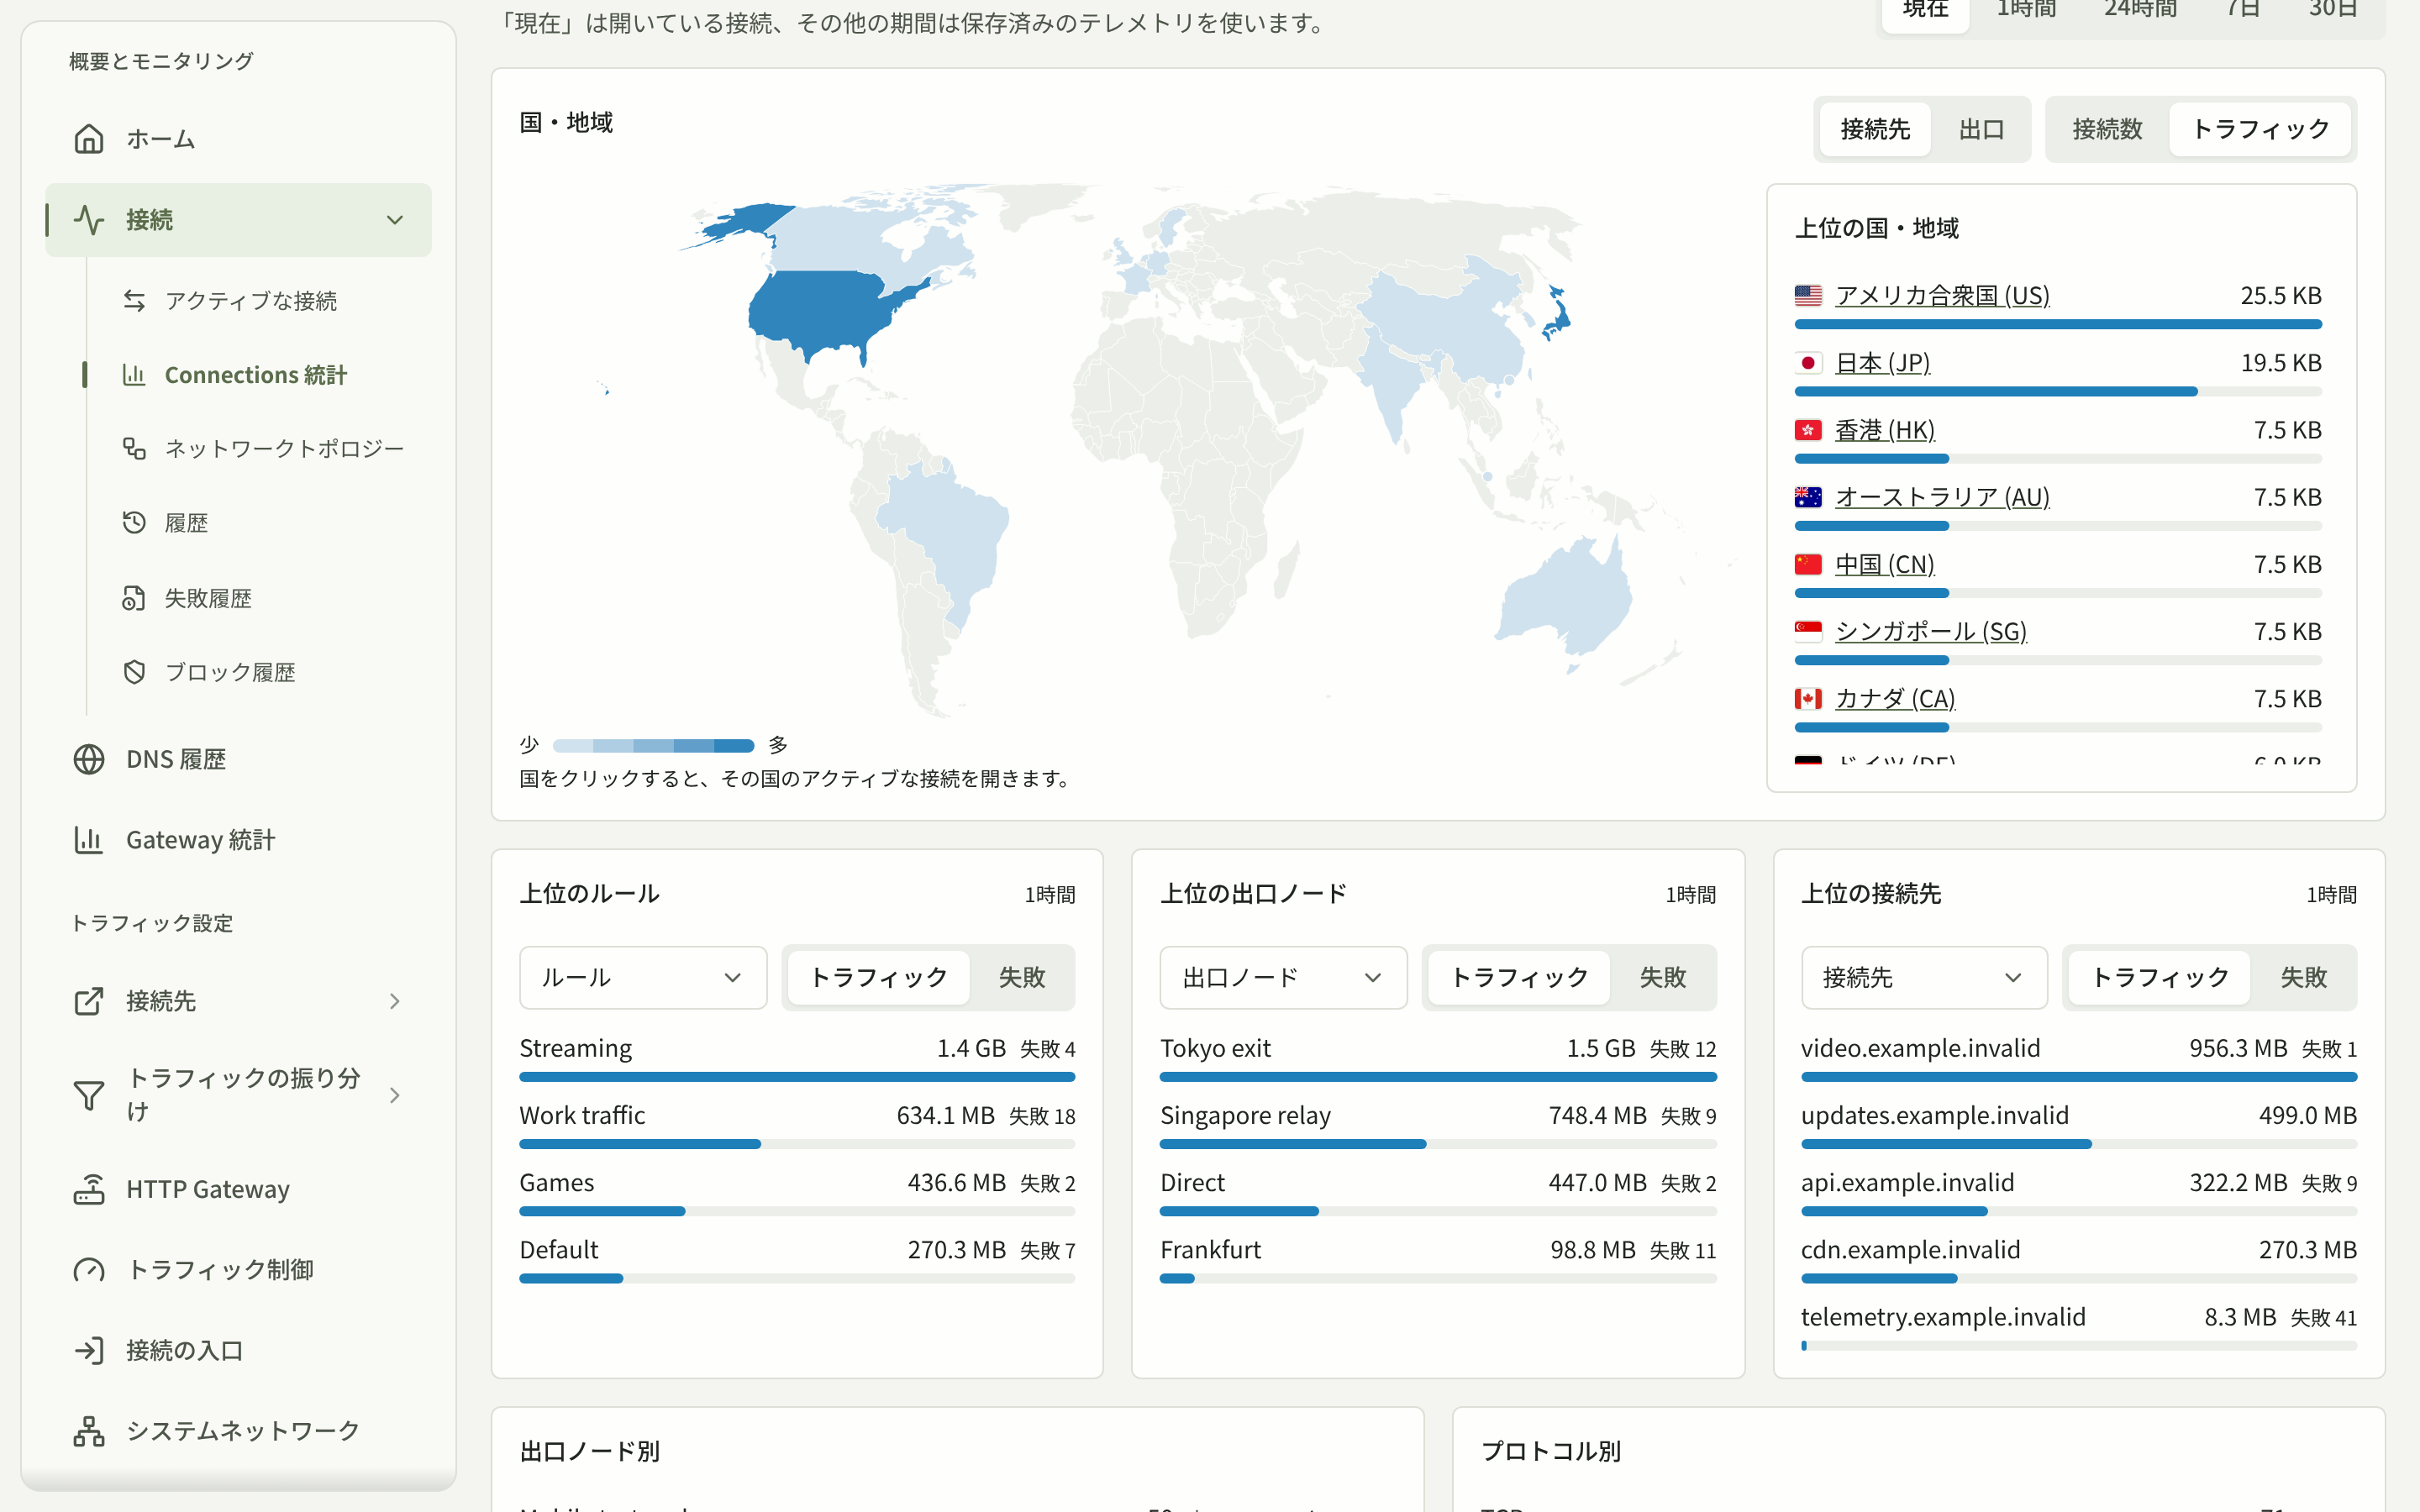 概要とモニタリング
ホーム
接続
アクティブな接続
Connections 統計
ネットワークトポロジー
履歴
失敗履歴
ブロック履歴
DNS 履歴
Gateway 統計
トラフィック設定
接続先
トラフィックの振り分
け
HTTP Gateway
トラフィック制御
接続の入口
システムネットワーク
「現在」は開いている接続、その他の期間は保存済みのテレメトリを使います。
現在 1時間 24時間 7日 30日
国・地域
接続先 出口 接続数 トラフィック
少 多
国をクリックすると、その国のアクティブな接続を開きます。
上位の国・地域
アメリカ合衆国 (US) 25.5 KB
日本 (JP) 19.5 KB
香港 (HK) 7.5 KB
オーストラリア (AU) 7.5 KB
中国 (CN) 7.5 KB
シンガポール (SG) 7.5 KB
カナダ (CA) 7.5 KB
ドイツ (DE) 6.0 KB
上位のルール 1時間
ルール トラフィック 失敗
Streaming 1.4 GB 失敗 4
Work traffic 634.1 MB 失敗 18
Games 436.6 MB 失敗 2
Default 270.3 MB 失敗 7
上位の出口ノード 1時間
出口ノード トラフィック 失敗
Tokyo exit 1.5 GB 失敗 12
Singapore relay 748.4 MB 失敗 9
Direct 447.0 MB 失敗 2
Frankfurt 98.8 MB 失敗 11
上位の接続先 1時間
接続先 トラフィック 失敗
video.example.invalid 956.3 MB 失敗 1
updates.example.invalid 499.0 MB
api.example.invalid 322.2 MB 失敗 9
cdn.example.invalid 270.3 MB
telemetry.example.invalid 8.3 MB 失敗 41
出口ノード別
プロトコル別